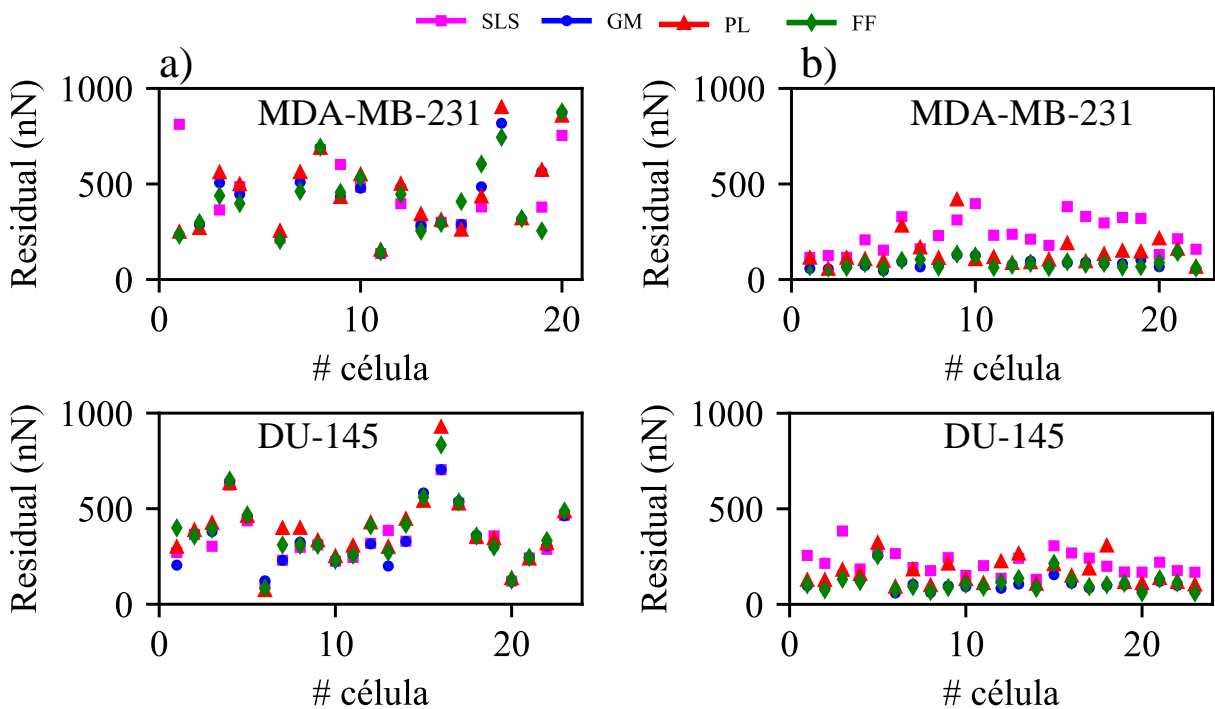 SLS GM PL FF
a) b)
MDA-MB-231 MDA-MB-231
Residual (nN) Residual (nN)
1000 1000
500 500
0 0
0 10 20 0 10 20
# célula # célula
DU-145 DU-145
Residual (nN) Residual (nN)
1000 1000
500 500
0 0
0 10 20 0 10 20
# célula # célula